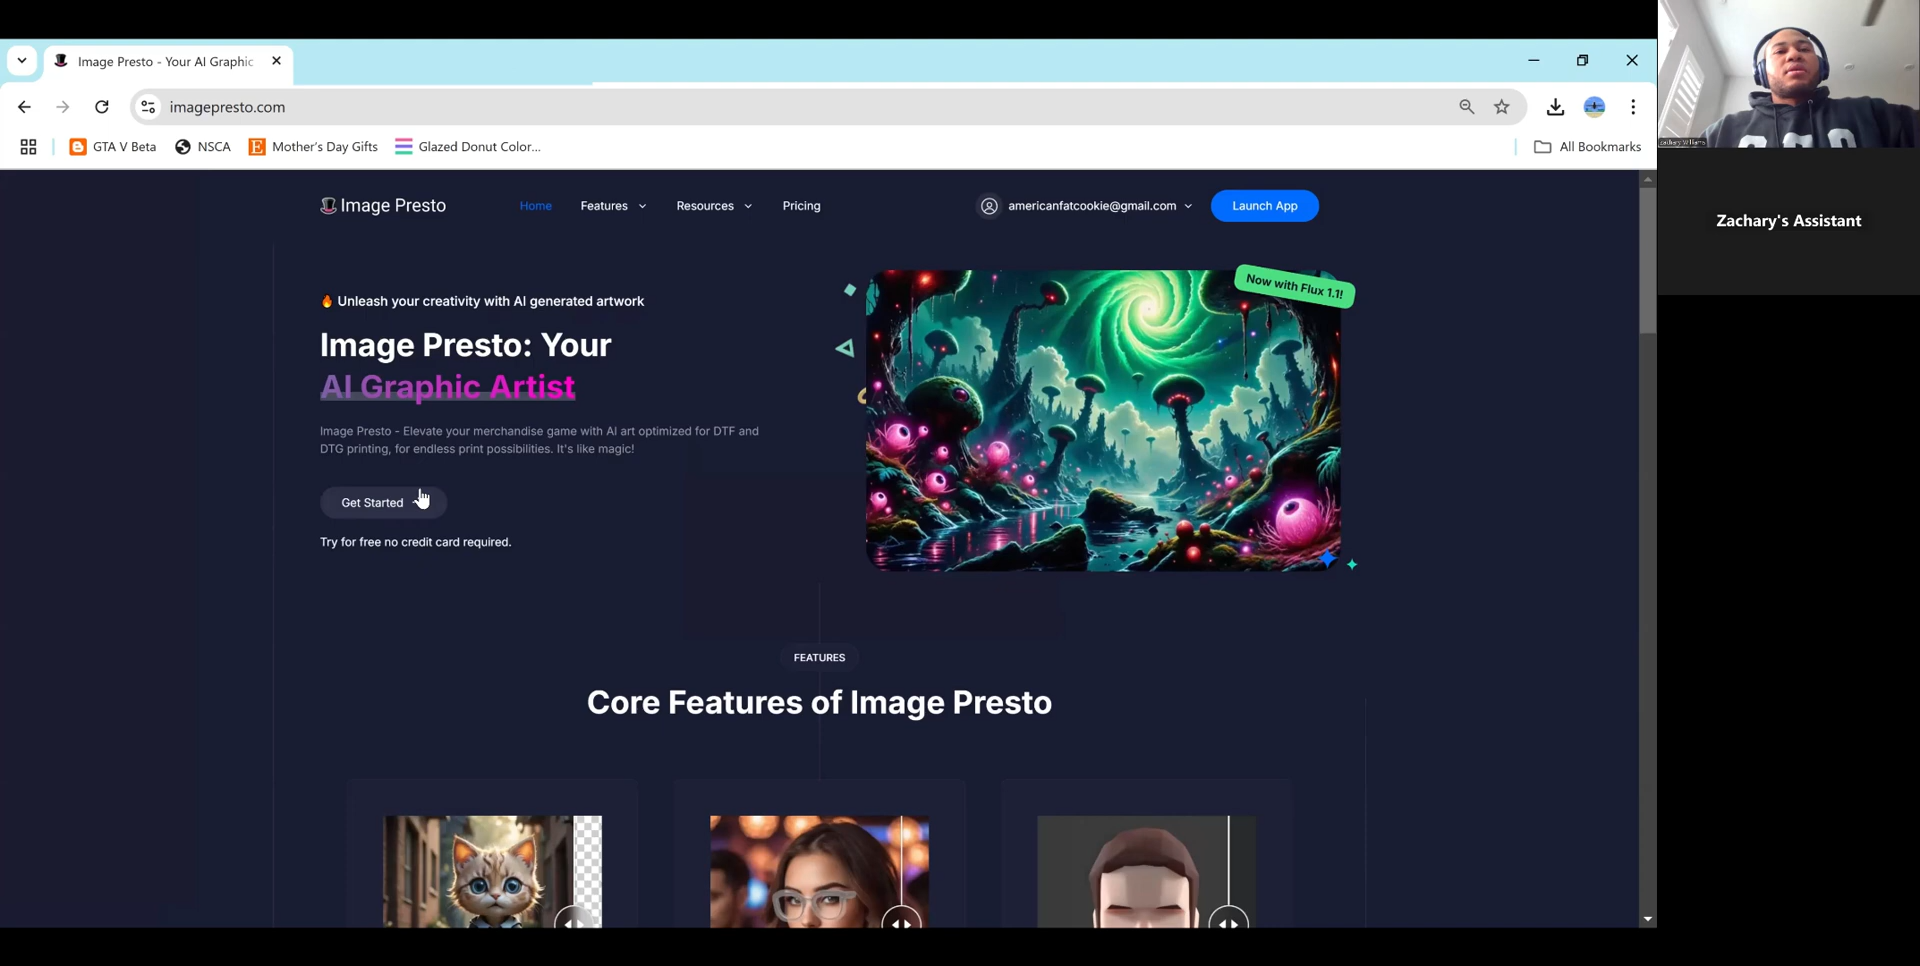 Image Presto - Your AI Graphic
imagepresto.com
GTA V Beta
NSCA
Mother's Day Gifts
Glazed Donut Color...
All Bookmarks
Image Presto
Home
Features
Resources
Pricing
americanfatcookie@gmail.com
Launch App
Unleash your creativity with AI generated artwork
Image Presto: Your
AI Graphic Artist
Image Presto - Elevate your merchandise game with AI art optimized for DTF and
DTG printing, for endless print possibilities. It's like magic!
Get Started
Try for free no credit card required.
Now with Flux 1.1!
FEATURES
Core Features of Image Presto
Zachary Williams
Zachary's Assistant